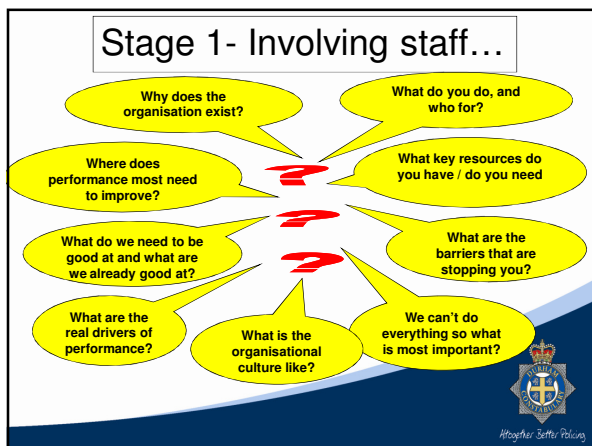 Stage 1- Involving staff…
Why does the
organisation exist?
What do you do, and
who for?
Where does
performance most need
to improve?
?
What key resources do
you have / do you need
What do we need to be
good at and what are
we already good at?
?
What are the
barriers that are
stopping you?
?
What are the
real drivers of
performance?
What is the
organisational
culture like?
We can't do
everything so what
is most important?
DURHAM
CONSTABULARY
Altogether Better Policing